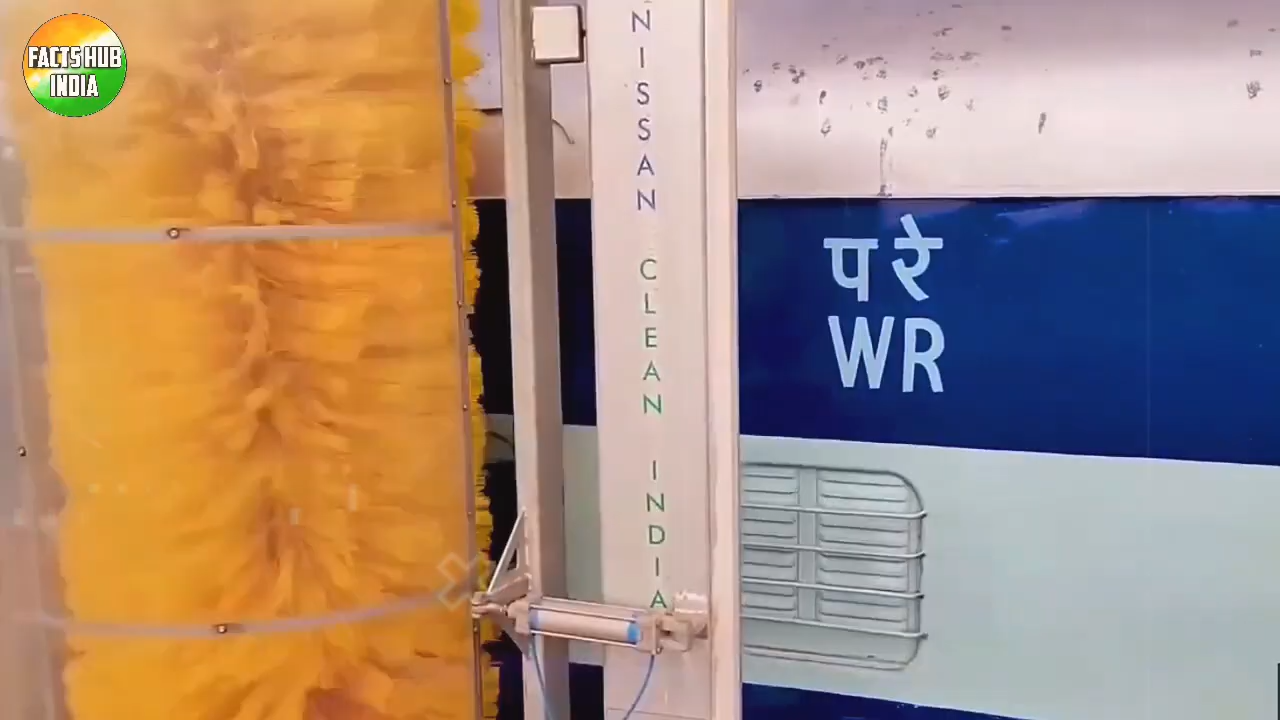 FACTS HUB
INDIA
NISSAN CLEAN INDIA
परे
WR